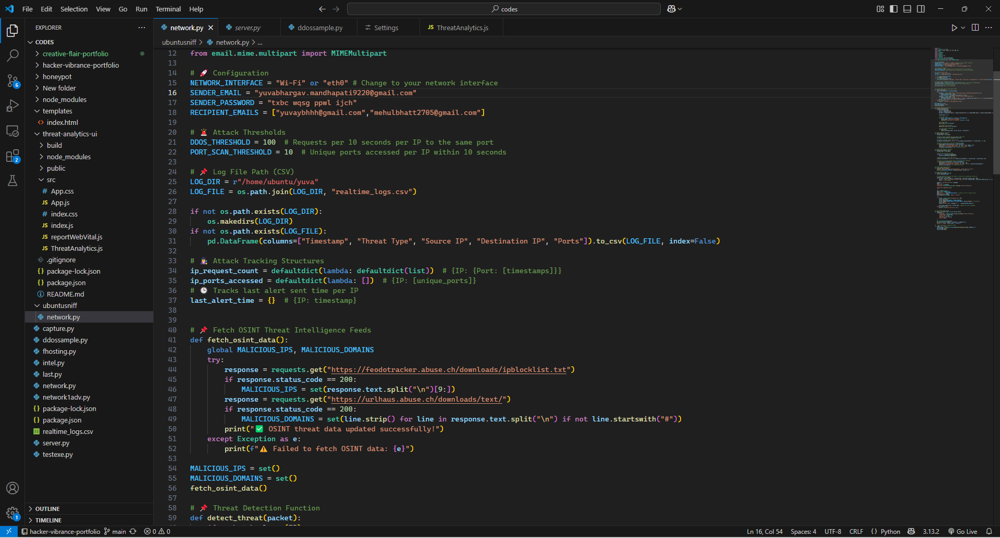 File Edit Selection View Go Run Terminal Help
codes
EXPLORER
CODES
creative-flair-portfolio
hacker-vibrance-portfolio
honeypot
New folder
node_modules
templates
index.html
threat-analytics-ui
build
node_modules
public
src
App.css
App.js
index.css
index.js
reportWebVital.js
ThreatAnalytics.js
.gitignore
package-lock.json
package.json
README.md
ubuntusniff
network.py
capture.py
ddossample.py
fhosting.py
intel.py
last.py
network.py
network1adv.py
package-lock.json
package.json
realtime_logs.csv
server.py
testexe.py
OUTLINE
TIMELINE
6
2
1
network.py server.py ddossample.py Settings JS ThreatAnalytics.js
ubuntusniff > network.py > ...
12 from email.mime.multipart import MIMEMultipart
13
14 # 🚀 Configuration
15 NETWORK_INTERFACE = "Wi-Fi" or "eth0" # Change to your network interface
16 SENDER_EMAIL = "yuvabhargav.mandhapati9220@gmail.com"
17 SENDER_PASSWORD = "txbc wqsg ppwl ijch"
18 RECIPIENT_EMAILS = ["yuvaybhhh@gmail.com","mehulbhatt2705@gmail.com"]
19
20 # 🚨 Attack Thresholds
21 DDOS_THRESHOLD = 100  # Requests per 10 seconds per IP to the same port
22 PORT_SCAN_THRESHOLD = 10  # Unique ports accessed per IP within 10 seconds
23
24 # 📌 Log File Path (CSV)
25 LOG_DIR = r"/home/ubuntu/yuva"
26 LOG_FILE = os.path.join(LOG_DIR, "realtime_logs.csv")
27
28 if not os.path.exists(LOG_DIR):
29     os.makedirs(LOG_DIR)
30 if not os.path.exists(LOG_FILE):
31     pd.DataFrame(columns=["Timestamp", "Threat Type", "Source IP", "Destination IP", "Ports"]).to_csv(LOG_FILE, index=False)
32
33 # Attack Tracking Structures
34 ip_request_count = defaultdict(lambda: defaultdict(list))  # {IP: {Port: [timestamps]}}
35 ip_ports_accessed = defaultdict(lambda: [])  # {IP: [unique_ports]}
36 # 🕒 Tracks last alert sent time per IP
37 last_alert_time = {}  # {IP: timestamp}
38
39
40 # 📌 Fetch OSINT Threat Intelligence Feeds
41 def fetch_osint_data():
42     global MALICIOUS_IPS, MALICIOUS_DOMAINS
43     try:
44         response = requests.get("https://feodotracker.abuse.ch/downloads/ipblocklist.txt")
45         if response.status_code == 200:
46             MALICIOUS_IPS = set(response.text.split("\n")[9:])
47         response = requests.get("https://urlhaus.abuse.ch/downloads/text/")
48         if response.status_code == 200:
49             MALICIOUS_DOMAINS = set(line.strip() for line in response.text.split("\n") if not line.startswith("#"))
50         print("✅ OSINT threat data updated successfully!")
51     except Exception as e:
52         print(f"⚠️ Failed to fetch OSINT data: {e}")
53
54 MALICIOUS_IPS = set()
55 MALICIOUS_DOMAINS = set()
56 fetch_osint_data()
57
58 # 📌 Threat Detection Function
59 def detect_threat(packet):
hacker-vibrance-portfolio main 0 0 Ln 16, Col 54 Spaces: 4 UTF-8 CRLF {} Python 3.13.2 Go Live